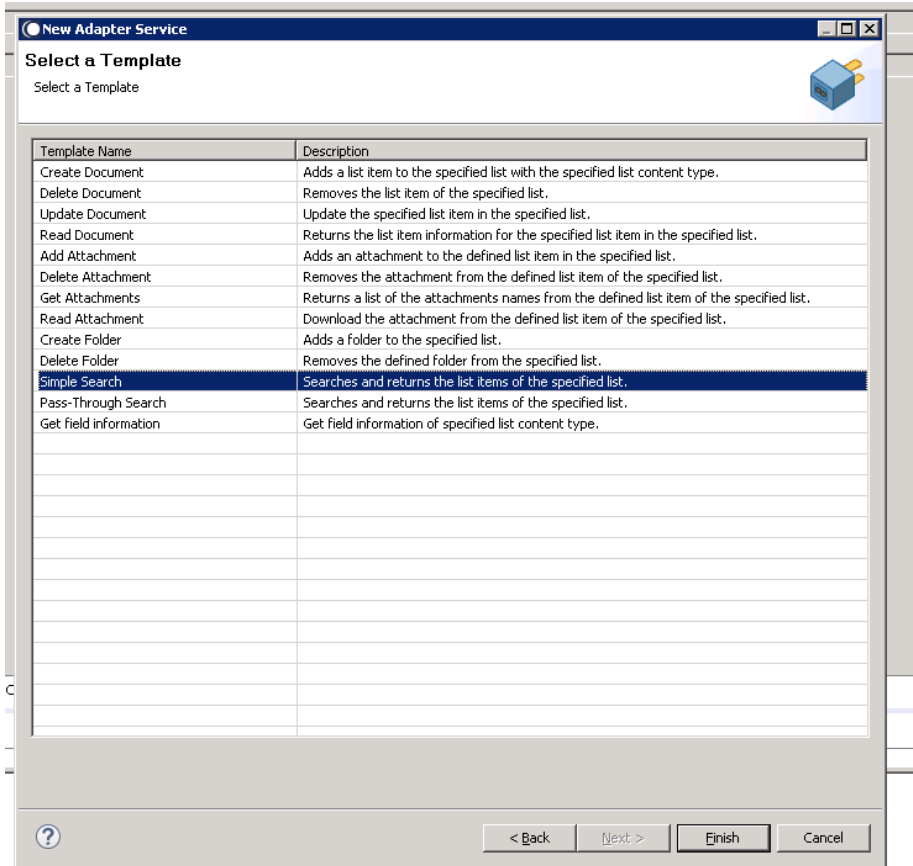 New Adapter Service
Select a Template
Select a Template
Template Name Description
Create Document Adds a list item to the specified list with the specified list content type.
Delete Document Removes the list item of the specified list.
Update Document Update the specified list item in the specified list.
Read Document Returns the list item information for the specified list item in the specified list.
Add Attachment Adds an attachment to the defined list item in the specified list.
Delete Attachment Removes the attachment from the defined list item of the specified list.
Get Attachments Returns a list of the attachments names from the defined list item of the specified list.
Read Attachment Download the attachment from the defined list item of the specified list.
Create Folder Adds a folder to the specified list.
Delete Folder Removes the defined folder from the specified list.
Simple Search Searches and returns the list items of the specified list.
Pass-Through Search Searches and returns the list items of the specified list.
Get field information Get field information of specified list content type.
? < Back Next > Finish Cancel